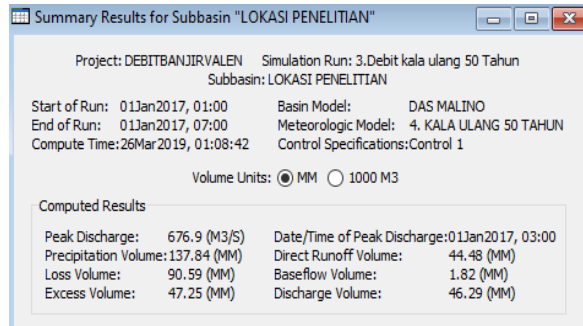 Summary Results for Subbasin "LOKASI PENELITIAN"
Project: DEBITBANJIRVALEN Simulation Run: 3.Debit kala ulang 50 Tahun
Subbasin: LOKASI PENELITIAN
Start of Run: 01Jan2017, 01:00 Basin Model: DAS MALINO
End of Run: 01Jan2017, 07:00 Meteorologic Model: 4. KALA ULANG 50 TAHUN
Compute Time:26Mar2019, 01:08:42 Control Specifications:Control 1
Volume Units: MM 1000 M3
Computed Results
Peak Discharge: 676.9 (M3/S) Date/Time of Peak Discharge:01Jan2017, 03:00
Precipitation Volume:137.84 (MM) Direct Runoff Volume: 44.48 (MM)
Loss Volume: 90.59 (MM) Baseflow Volume: 1.82 (MM)
Excess Volume: 47.25 (MM) Discharge Volume: 46.29 (MM)